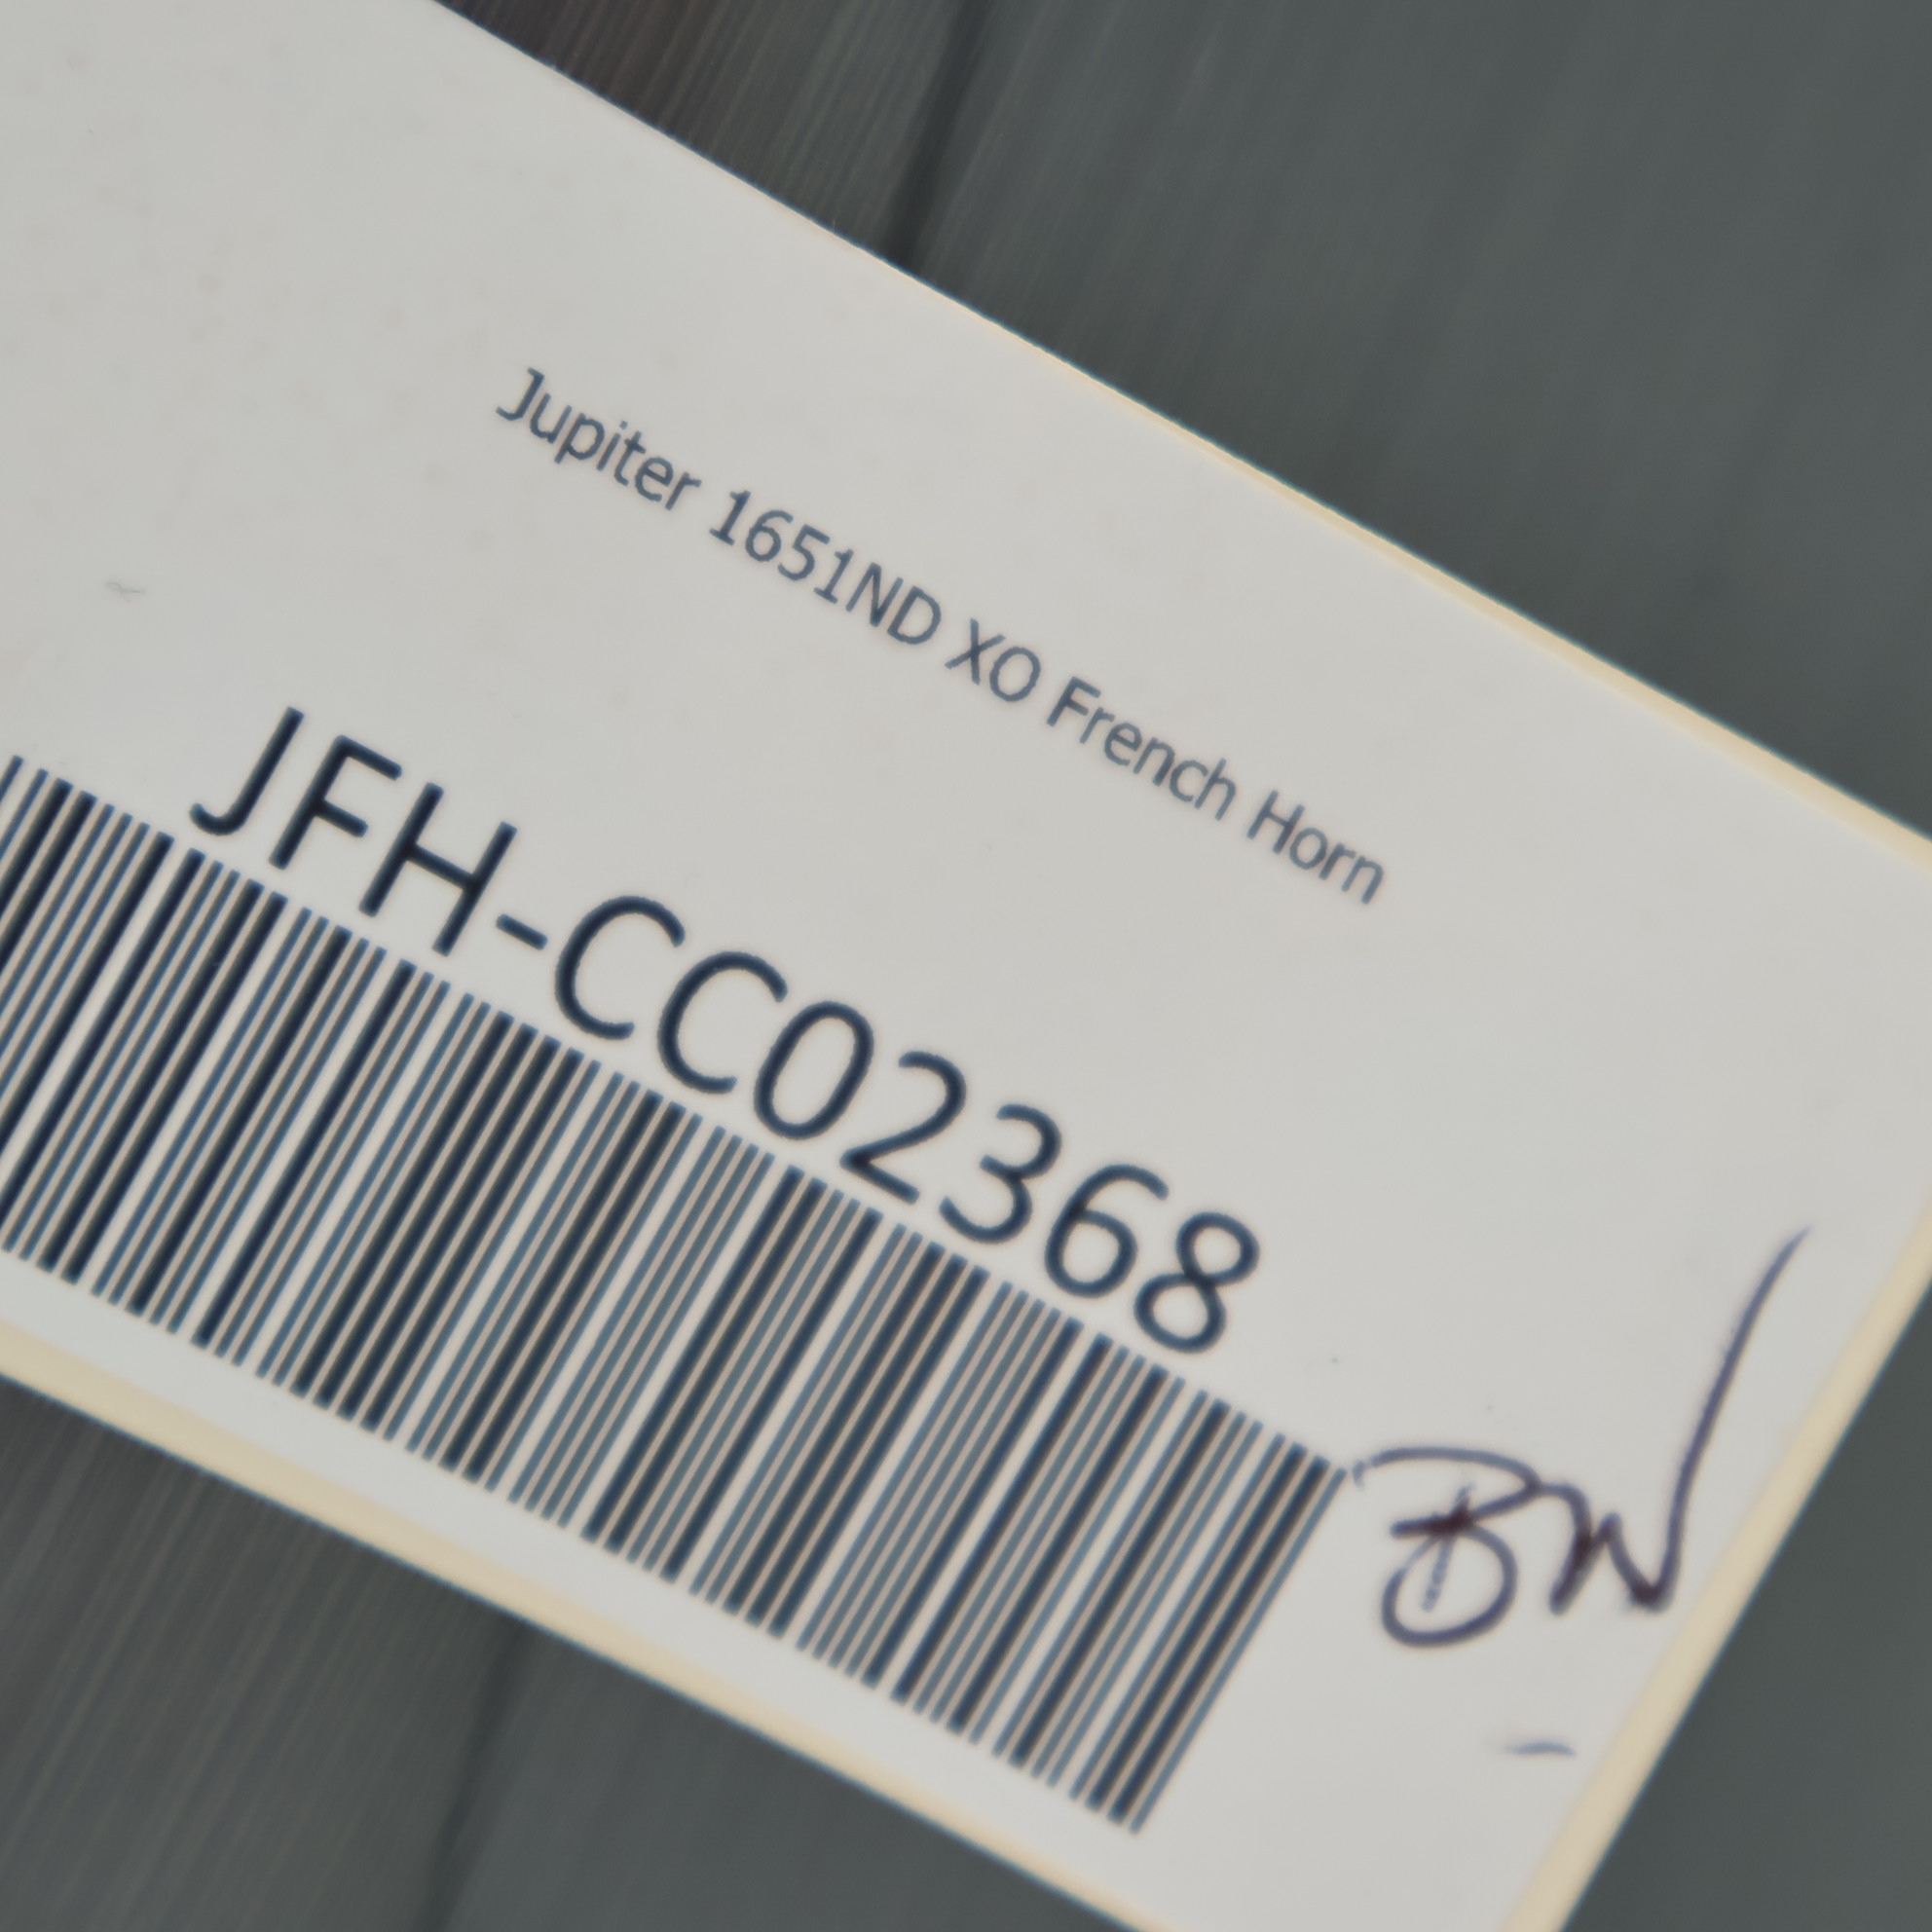 Jupiter 1651ND XO French Horn
JFH-CC02368
BW